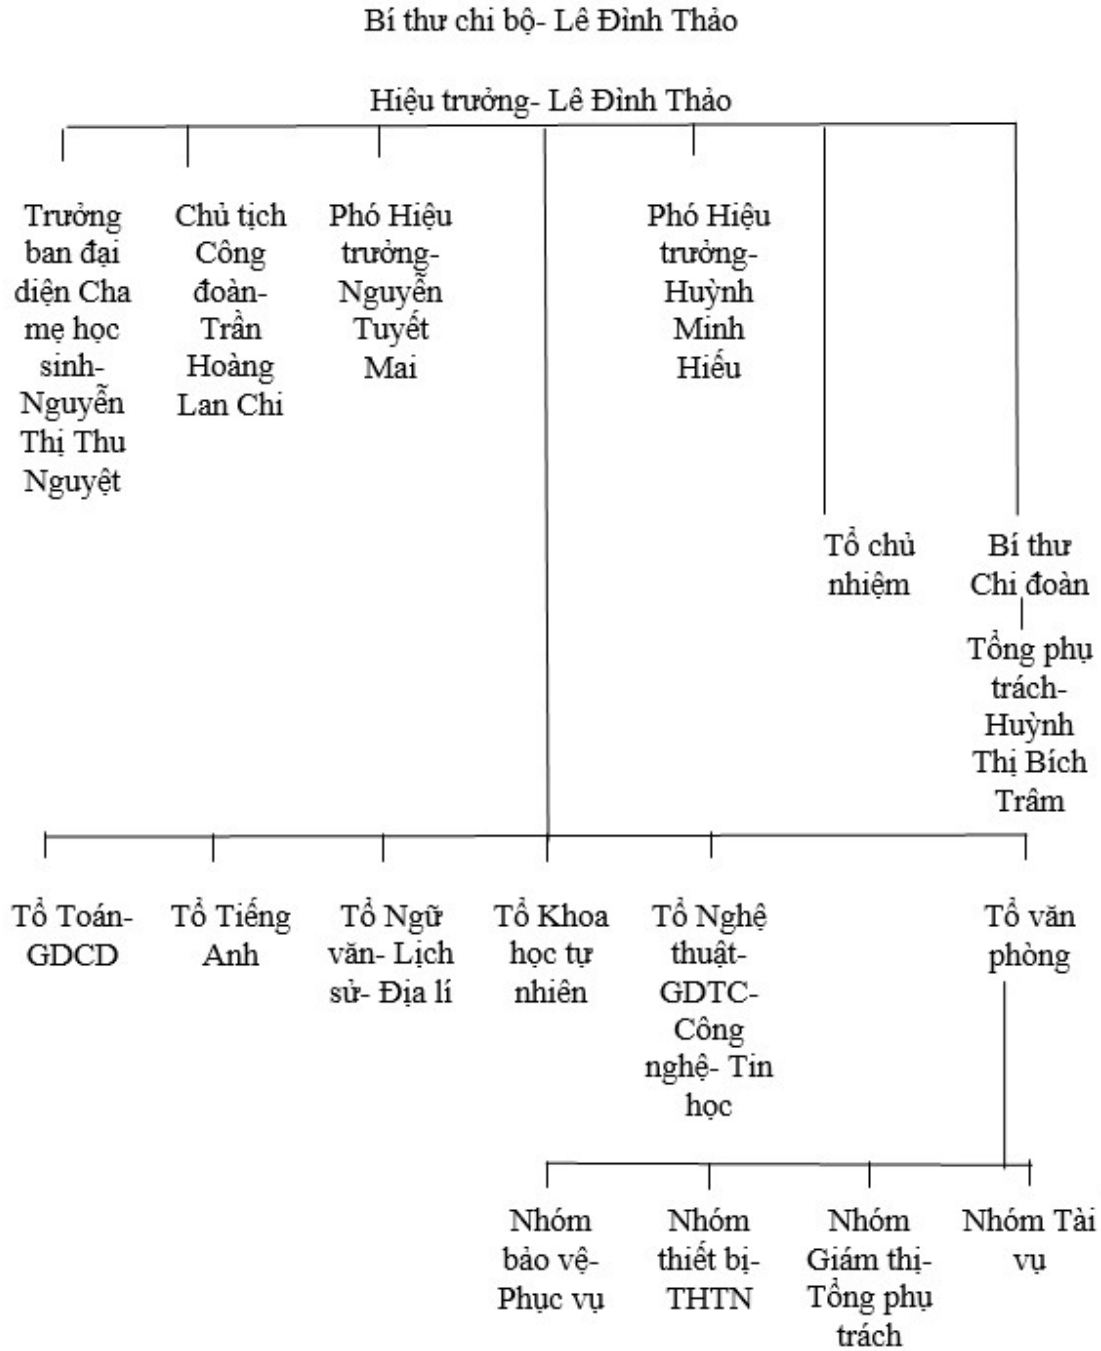 Bí thư chi bộ- Lê Đình Thảo
Hiệu trưởng- Lê Đình Thảo
Trưởng
ban đại
diện Cha
mẹ học
sinh-
Nguyễn
Thị Thu
Nguyệt
Chủ tịch
Công
đoàn-
Trần
Hoàng
Lan Chi
Phó Hiệu
trưởng-
Nguyễn
Tuyết
Mai
Phó Hiệu
trưởng-
Huỳnh
Minh
Hiếu
Tổ chủ
nhiệm
Bí thư
Chi đoàn
Tổng phụ
trách-
Huỳnh
Thị Bích
Trâm
Tổ Toán-
GDCD
Tổ Tiếng
Anh
Tổ Ngữ
văn- Lịch
sử- Địa lí
Tổ Khoa
học tự
nhiên
Tổ Nghệ
thuật-
GDTC-
Công
nghệ- Tin
học
Tổ văn
phòng
Nhóm
bảo vệ-
Phục vụ
Nhóm
thiết bị-
THTN
Nhóm
Giám thị-
Tổng phụ
trách
Nhóm Tài
vụ